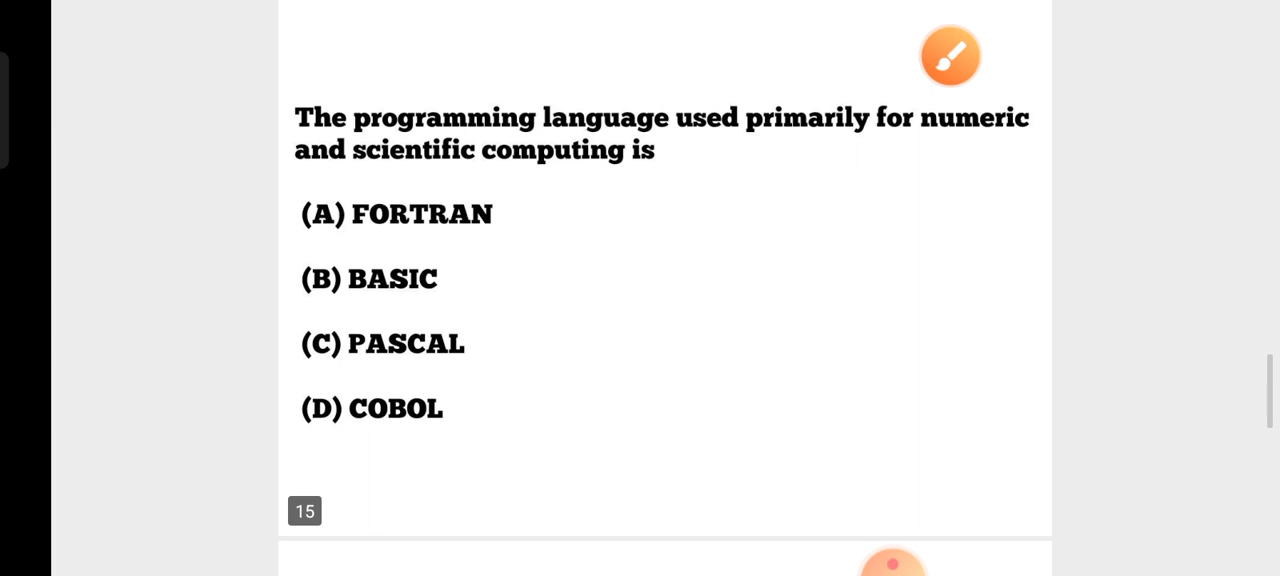 The programming language used primarily for numeric
and scientific computing is
(A) FORTRAN
(B) BASIC
(C) PASCAL
(D) COBOL
15